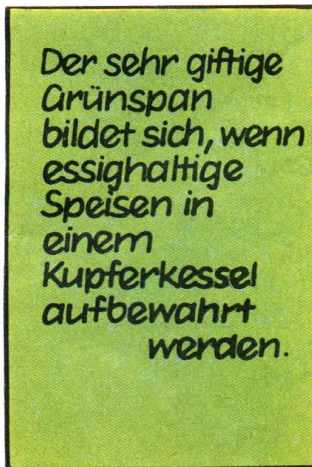 Der sehr giftige
Grünspan
bildet sich, wenn
essighaltige
Speisen in
einem
Kupferkessel
aufbewahrt
werden.